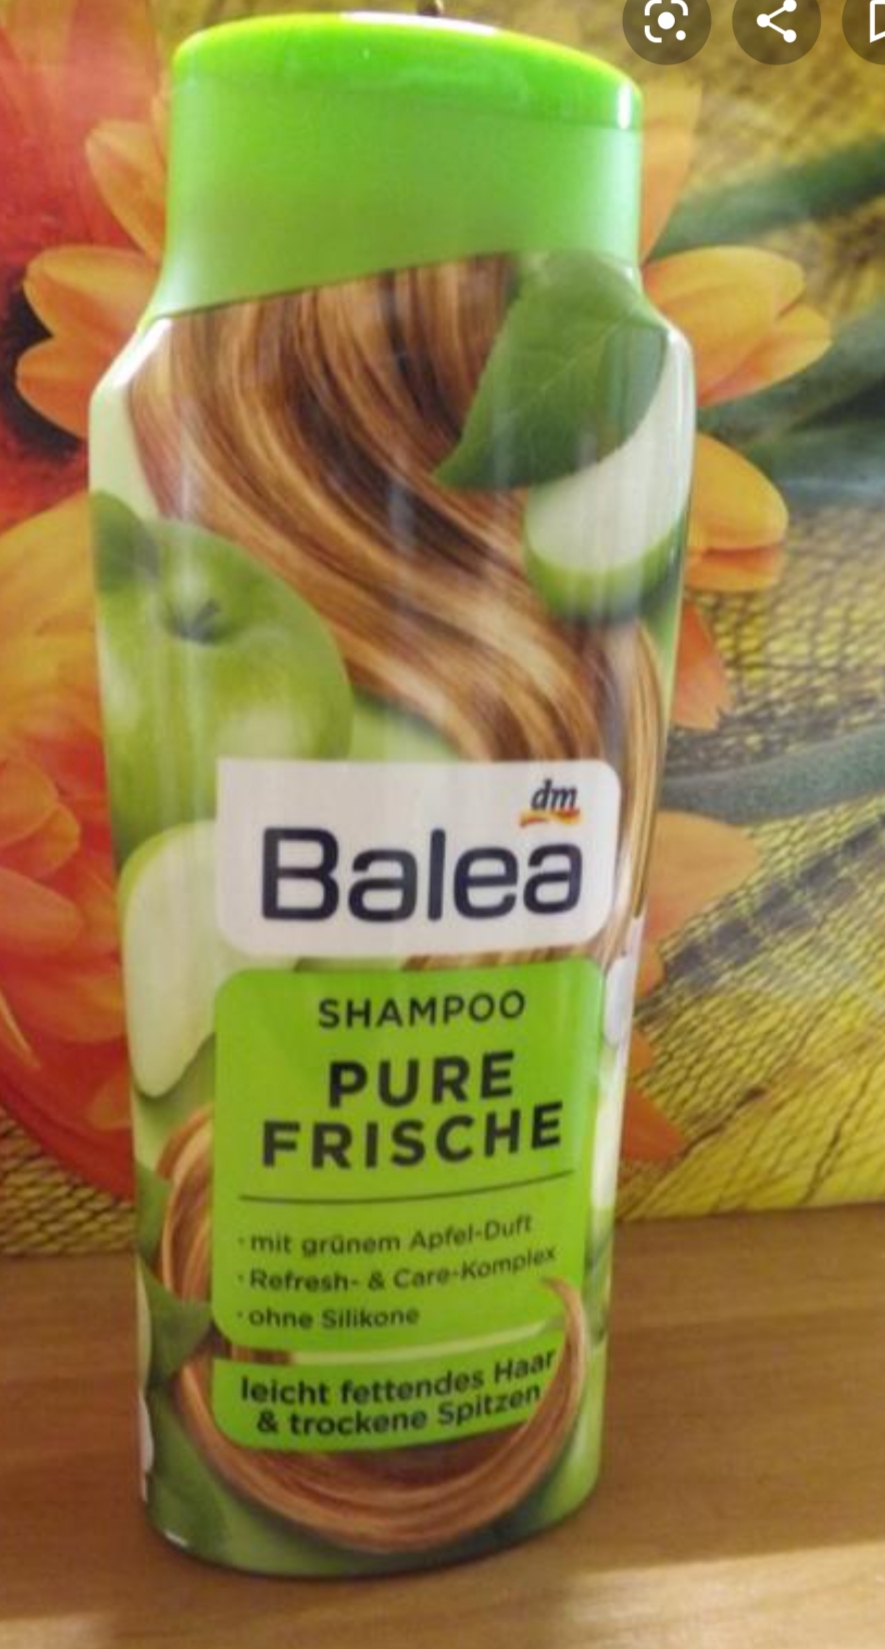 dm
Balea
SHAMPOO
PURE
FRISCHE
· mit grünem Apfel-Duft
· Refresh- & Care-Komplex
· ohne Silikone
leicht fettendes Haar
& trockene Spitzen